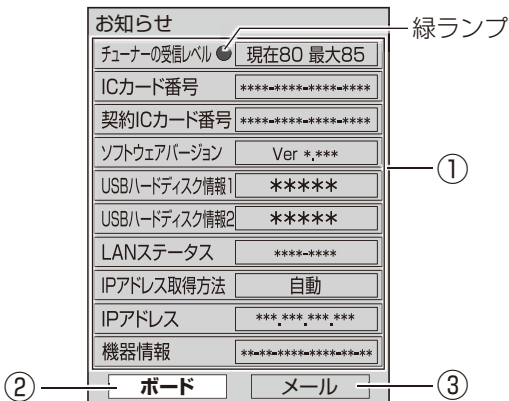 お知らせ
緑ランプ
チューナーの受信レベル 現在80 最大85
ICカード番号 ****-****-****-****
契約ICカード番号 ****-****-****-****
ソフトウェアバージョン Ver *.***
①
USBハードディスク情報1 *****
USBハードディスク情報2 *****
LANステータス ****-****
IPアドレス取得方法 自動
IPアドレス ***.***.***.***
機器情報 **-**-****-****-**-**
② ボード メール ③